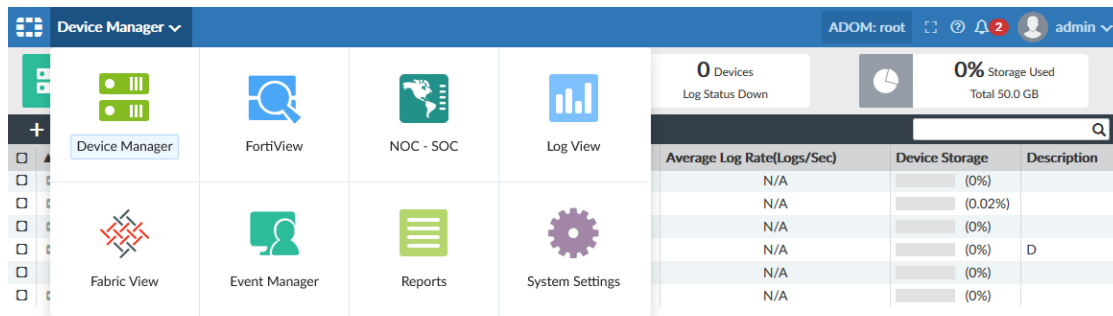 Device Manager
ADOM: root
2
admin
0 Devices
Log Status Down
0% Storage Used
Total 50.0 GB
Device Manager
FortiView
NOC - SOC
Log View
Fabric View
Event Manager
Reports
System Settings
Average Log Rate(Logs/Sec) Device Storage Description
N/A (0%)
N/A (0.02%)
N/A (0%)
N/A (0%) D
N/A (0%)
N/A (0%)